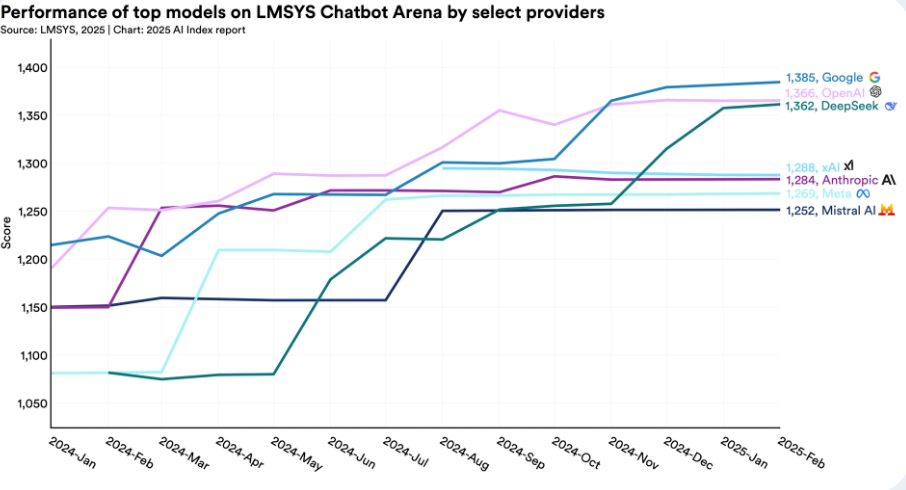 Performance of top models on LMSYS Chatbot Arena by select providers
Source: LMSYS, 2025 | Chart: 2025 AI Index report
1,400
1,350
1,300
1,250
1,200
1,150
1,100
1,050
Score
1,385, Google
1,366, OpenAI
1,362, DeepSeek
1,288, xAI
1,284, Anthropic
1,269, Meta
1,252, Mistral AI
2024-Jan
2024-Feb
2024-Mar
2024-Apr
2024-May
2024-Jun
2024-Jul
2024-Aug
2024-Sep
2024-Oct
2024-Nov
2024-Dec
2025-Jan
2025-Feb